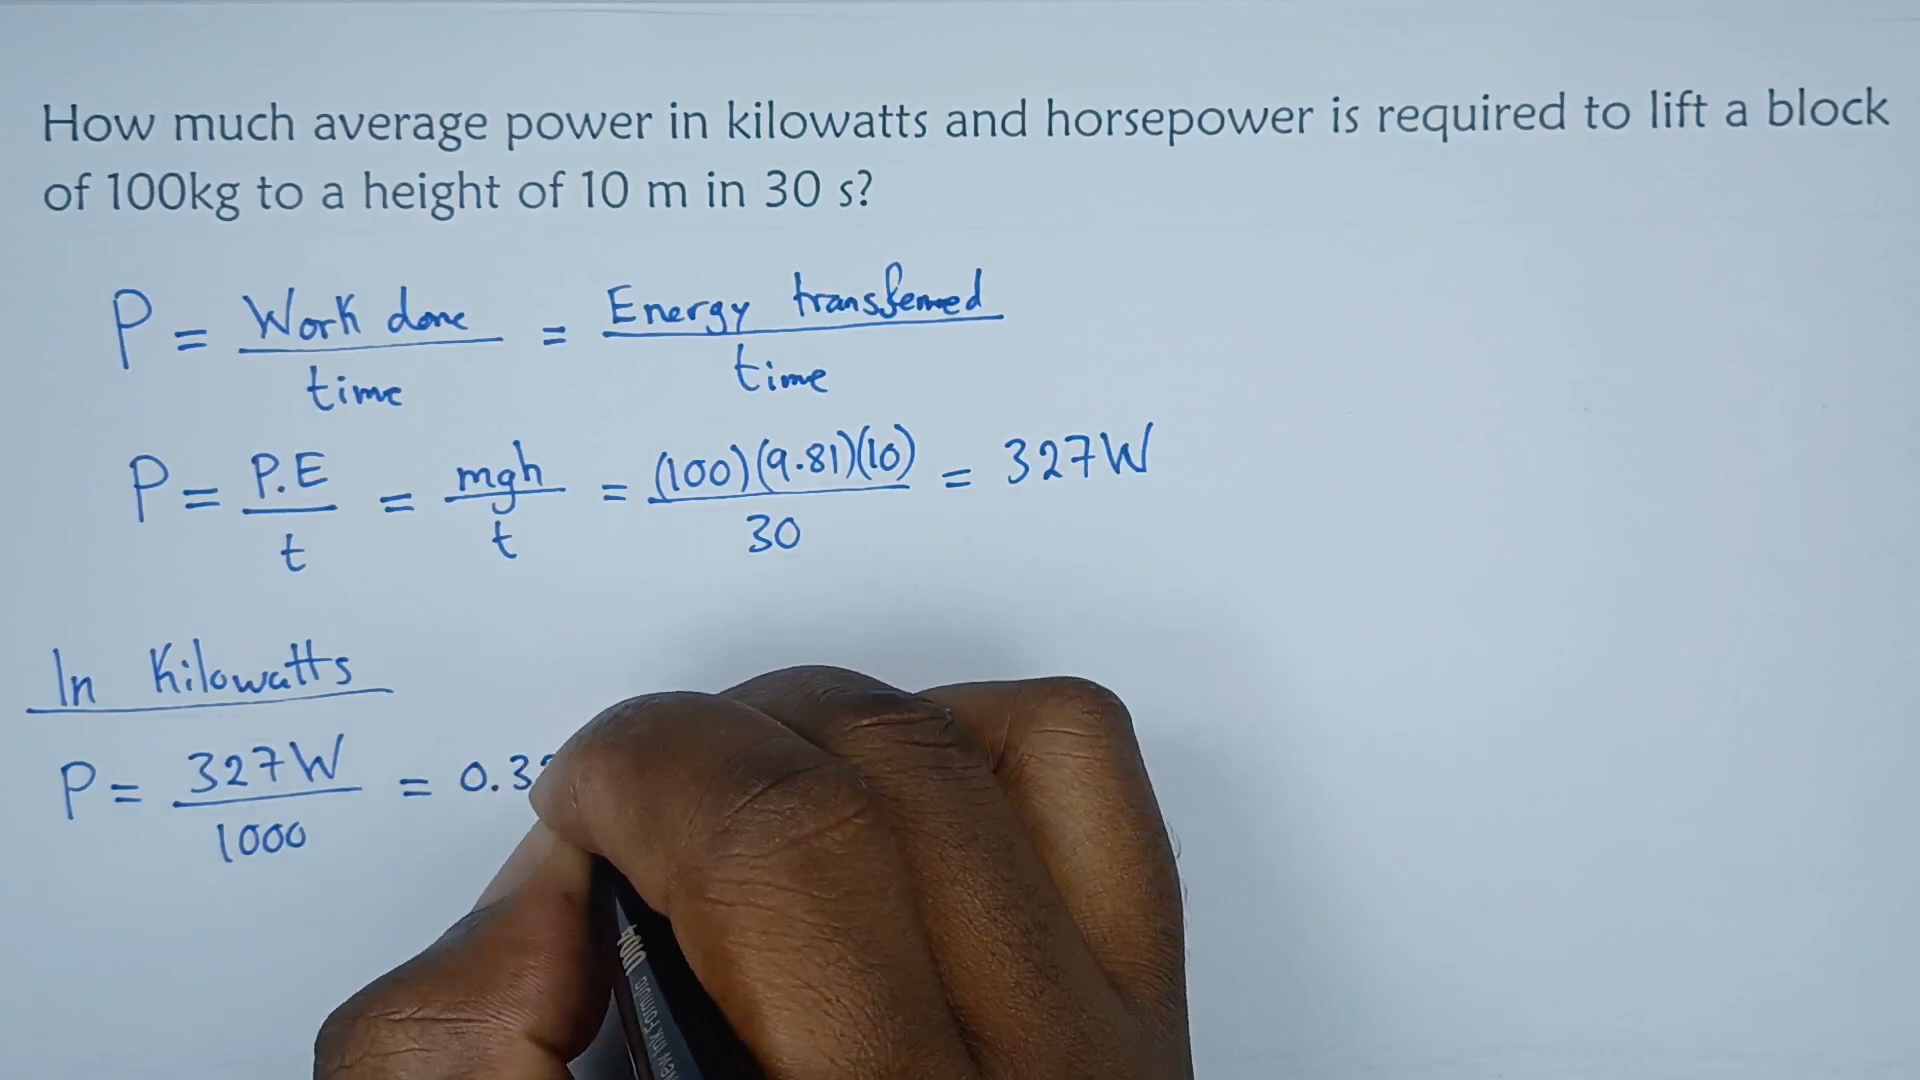 How much average power in kilowatts and horsepower is required to lift a block
of 100kg to a height of 10 m in 30 s?
P = Work done / time = Energy transferred / time
P = P.E / t = mgh / t = (100)(9.81)(10) / 30 = 327W
In Kilowatts
P = 327W / 1000 = 0.3